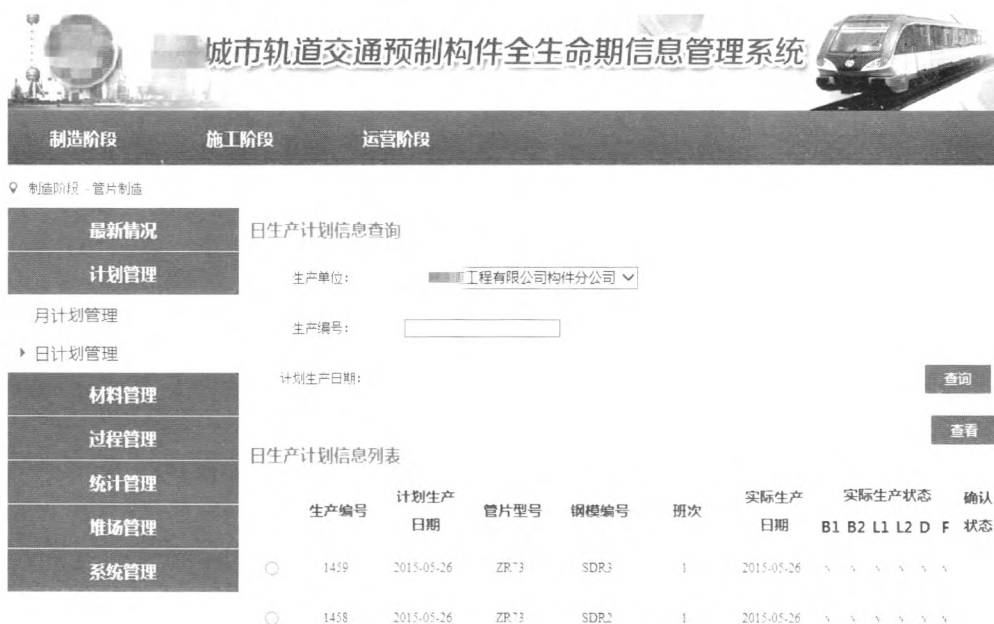 城市轨道交通预制构件全生命期信息管理系统
制造阶段 施工阶段 运营阶段
制造阶段 - 管片制造
最新情况
计划管理
月计划管理
日计划管理
材料管理
过程管理
统计管理
堆场管理
系统管理
日生产计划信息查询
生产单位: 工程有限公司构件分公司
生产编号:
计划生产日期:
查询
查看
日生产计划信息列表
生产编号 计划生产日期 管片型号 钢模编号 班次 实际生产日期 实际生产状态 确认状态
B1 B2 L1 L2 D F
1459 2015-05-26 ZR73 SDR3 1 2015-05-26
1458 2015-05-26 ZR73 SDR2 1 2015-05-26